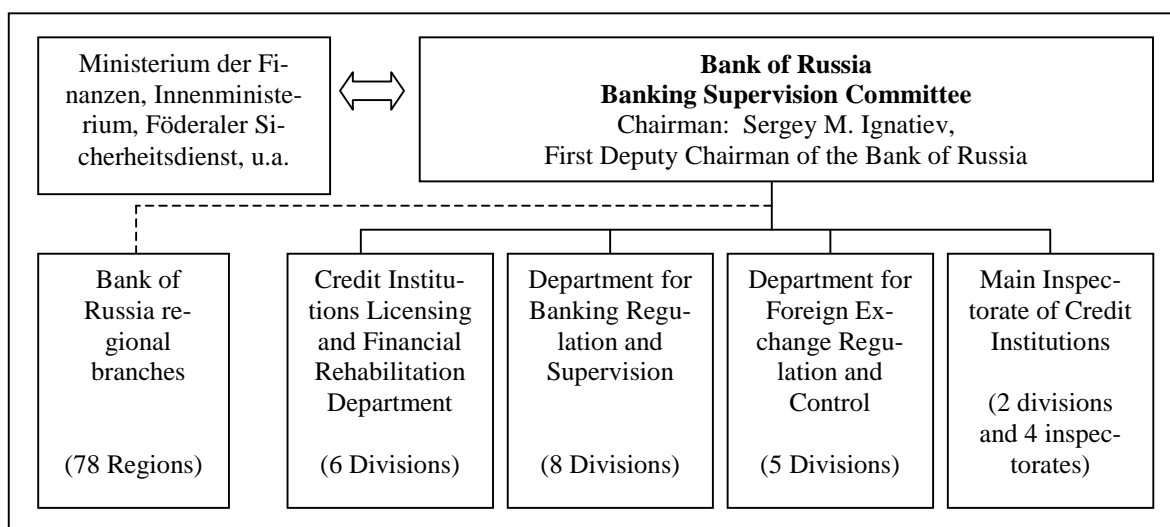 Ministerium der Fi-
nanzen, Innenministe-
rium, Föderaler Si-
cherheitsdienst, u.a.
Bank of Russia
Banking Supervision Committee
Chairman: Sergey M. Ignatiev,
First Deputy Chairman of the Bank of Russia
Bank of
Russia re-
gional
branches
(78 Regions)
Credit Institu-
tions Licensing
and Financial
Rehabilitation
Department
(6 Divisions)
Department for
Banking Regu-
lation and
Supervision
(8 Divisions)
Department for
Foreign Ex-
change Regu-
lation and
Control
(5 Divisions)
Main Inspec-
torate of Credit
Institutions
(2 divisions
and 4 inspec-
torates)